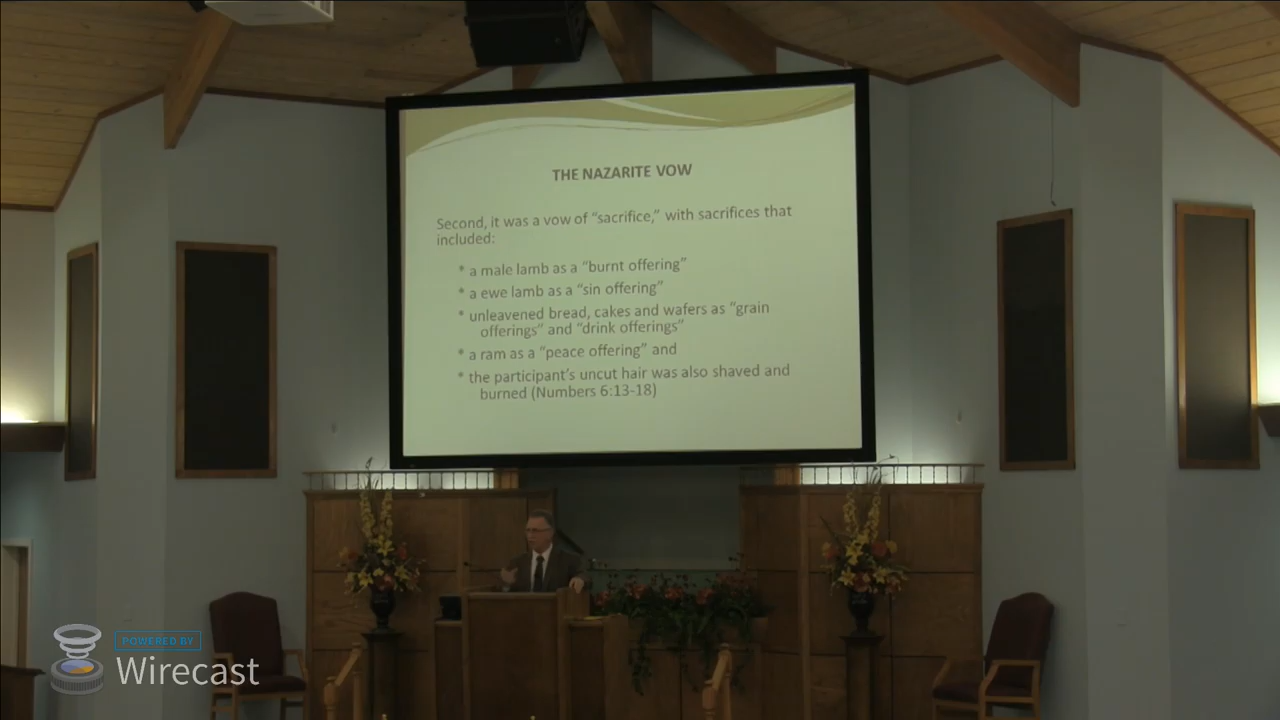 THE NAZARITE VOW
Second, it was a vow of “sacrifice,” with sacrifices that
included:
* a male lamb as a “burnt offering”
* a ewe lamb as a “sin offering”
* unleavened bread, cakes and wafers as “grain
offerings” and “drink offerings”
* a ram as a “peace offering” and
* the participant’s uncut hair was also shaved and
burned (Numbers 6:13-18)
POWERED BY
Wirecast